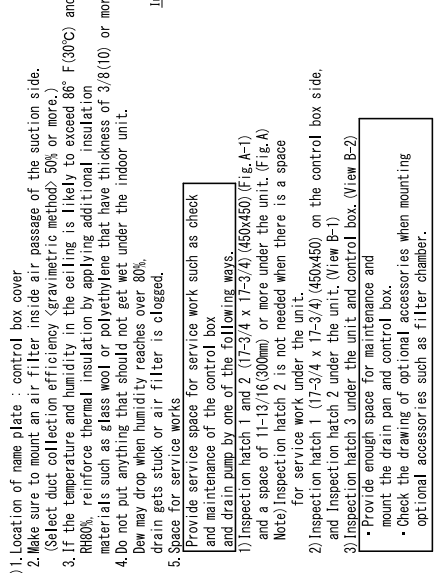 ) 1. Location of name plate : control box cover
2. Make sure to mount an air filter inside air passage of the suction side.
(Select duct collection efficiency <gravimetric method> 50% or more.)
3. If the temperature and humidity in the ceiling is likely to exceed 86° F(30°C) and
RH80%, reinforce thermal insulation by applying additional insulation
materials such as glass wool or polyethylene that have thickness of 3/8(10) or mor
4. Do not put anything that should not get wet under the indoor unit.
Dew may drop when humidity reaches over 80%,
drain gets stuck or air filter is clogged.
5. Space for service works
Provide service space for service work such as check
and maintenance of the control box
and drain pump by one of the following ways.
1) Inspection hatch 1 and 2 (17-3/4 x 17-3/4) (450x450) (Fig. A-1)
and a space of 11-13/16(300mm) or more under the unit. (Fig. A)
Note) Inspection hatch 2 is not needed when there is a space
for service work under the unit.
2) Inspection hatch 1 (17-3/4 x 17-3/4) (450x450) on the control box side,
and Inspection hatch 2 under the unit. (View B-1)
3) Inspection hatch 3 under the unit and control box. (View B-2)
・Provide enough space for maintenance and
mount the drain pan and control box.
・Check the drawing of optional accessories when mounting
optional accessories such as filter chamber.